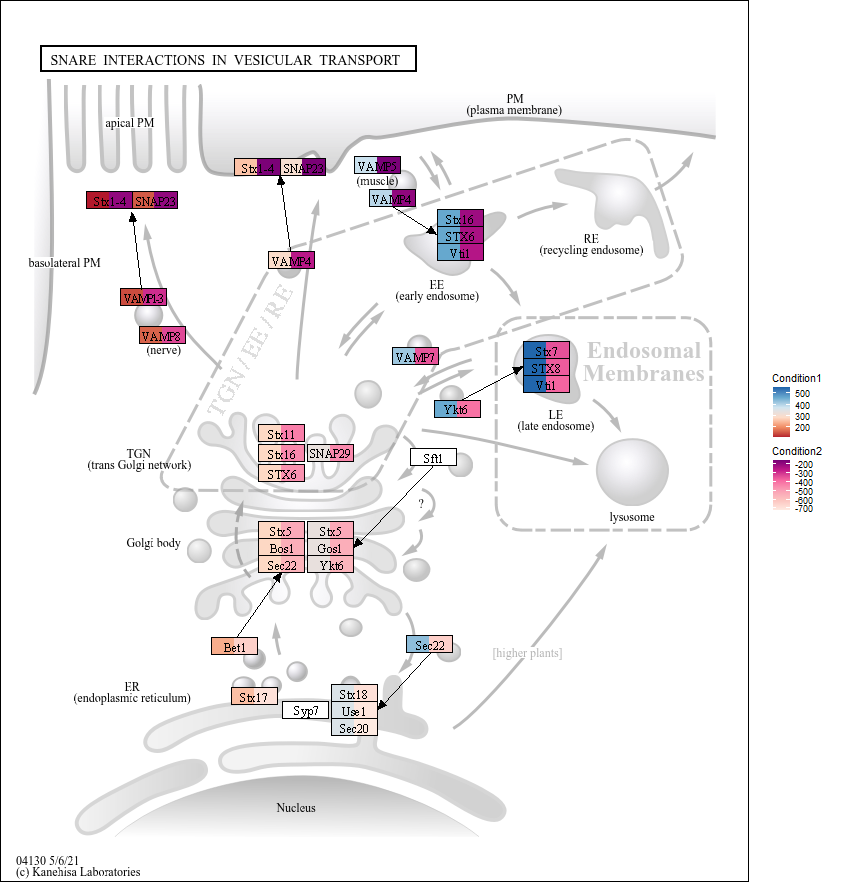 SNARE INTERACTIONS IN VESICULAR TRANSPORT
PM
(plasma membrane)
apical PM
Stx1-4 SNAP23
VAMP5
(muscle)
VAMP4
Stx1-4 SNAP23
Stx16
STX6
Vti1
RE
(recycling endosome)
basolateral PM
VAMP4
EE
(early endosome)
VAMP1-3
VAMP8
(nerve)
TGN / EE / RE
VAMP7
Stx7
STX8
Vti1
Endosomal
Membranes
Ykt6
LE
(late endosome)
Stx11
Stx16 SNAP29
STX6
TGN
(trans Golgi network)
Sft1
?
lysosome
Golgi body
Stx5 Stx5
Bos1 Gos1
Sec22 Ykt6
Bet1
Sec22
[higher plants]
ER
(endoplasmic reticulum)
Stx17
Syp7
Stx18
Use1
Sec20
Nucleus
04130 5/6/21
(c) Kanehisa Laboratories
Condition1
500
400
300
200
Condition2
-200
-300
-400
-500
-600
-700